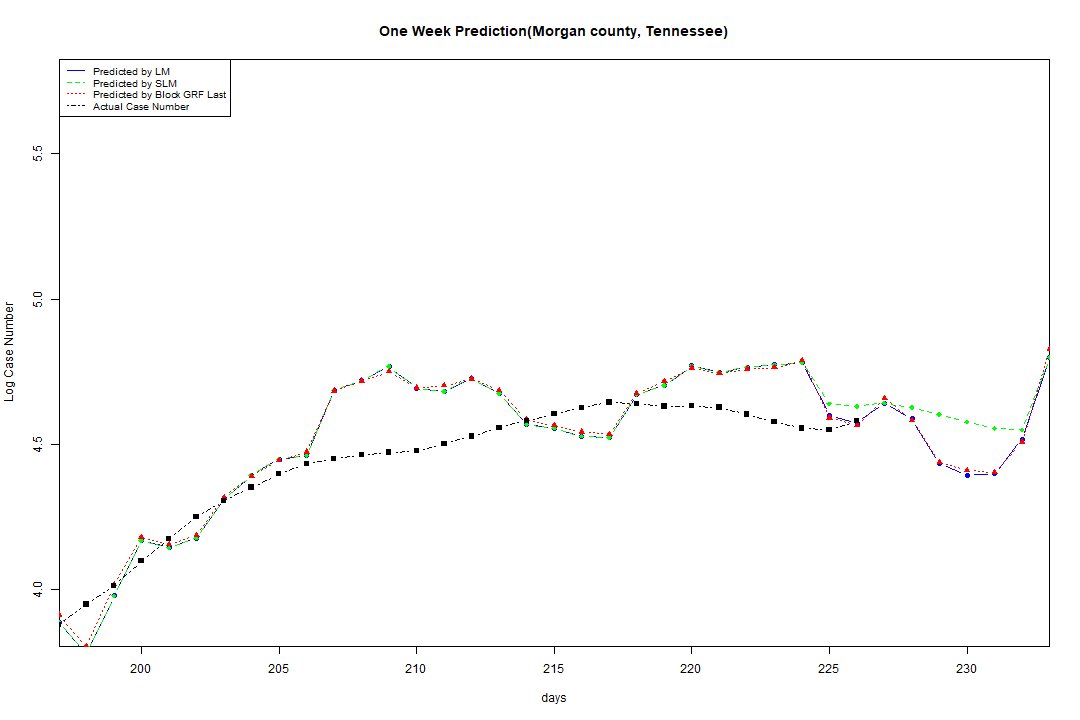 One Week Prediction(Morgan county, Tennessee)
Predicted by LM
Predicted by SLM
Predicted by Block GRF Last
Actual Case Number
5.5
5.0
4.5
4.0
Log Case Number
200 205 210 215 220 225 230
days